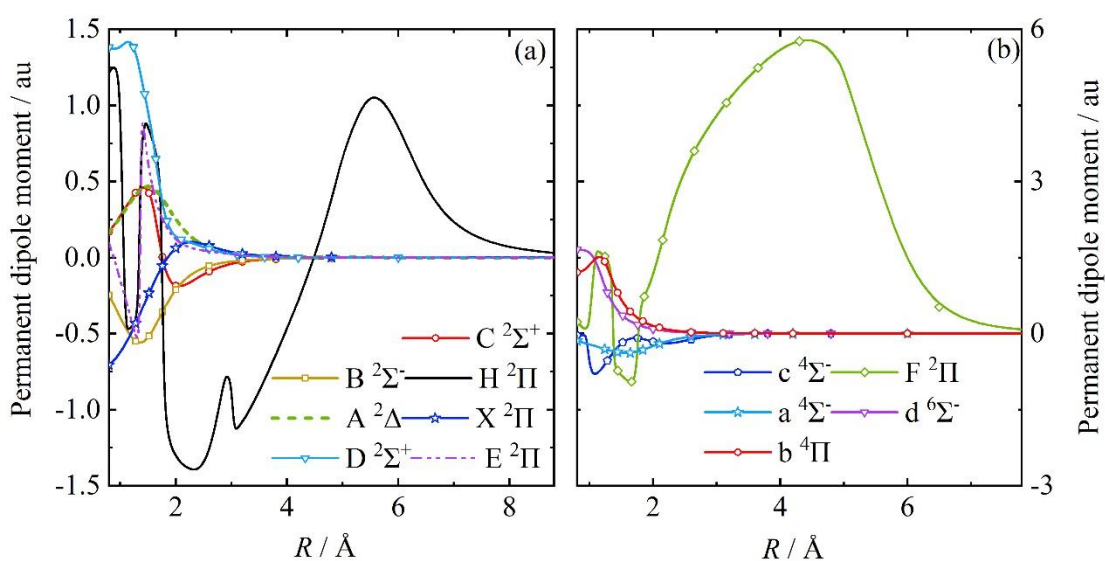 (a)
Permanent dipole moment / au
1.5
1.0
0.5
0.0
-0.5
-1.0
-1.5
2 4 6 8
R / Å
C ²Σ⁺
B ²Σ⁻ H ²Π
A ²Δ X ²Π
D ²Σ⁺ E ²Π
(b)
2 4 6
R / Å
c ⁴Σ⁻ F ²Π
a ⁴Σ⁻ d ⁶Σ⁻
b ⁴Π
6
3
0
-3
Permanent dipole moment / au